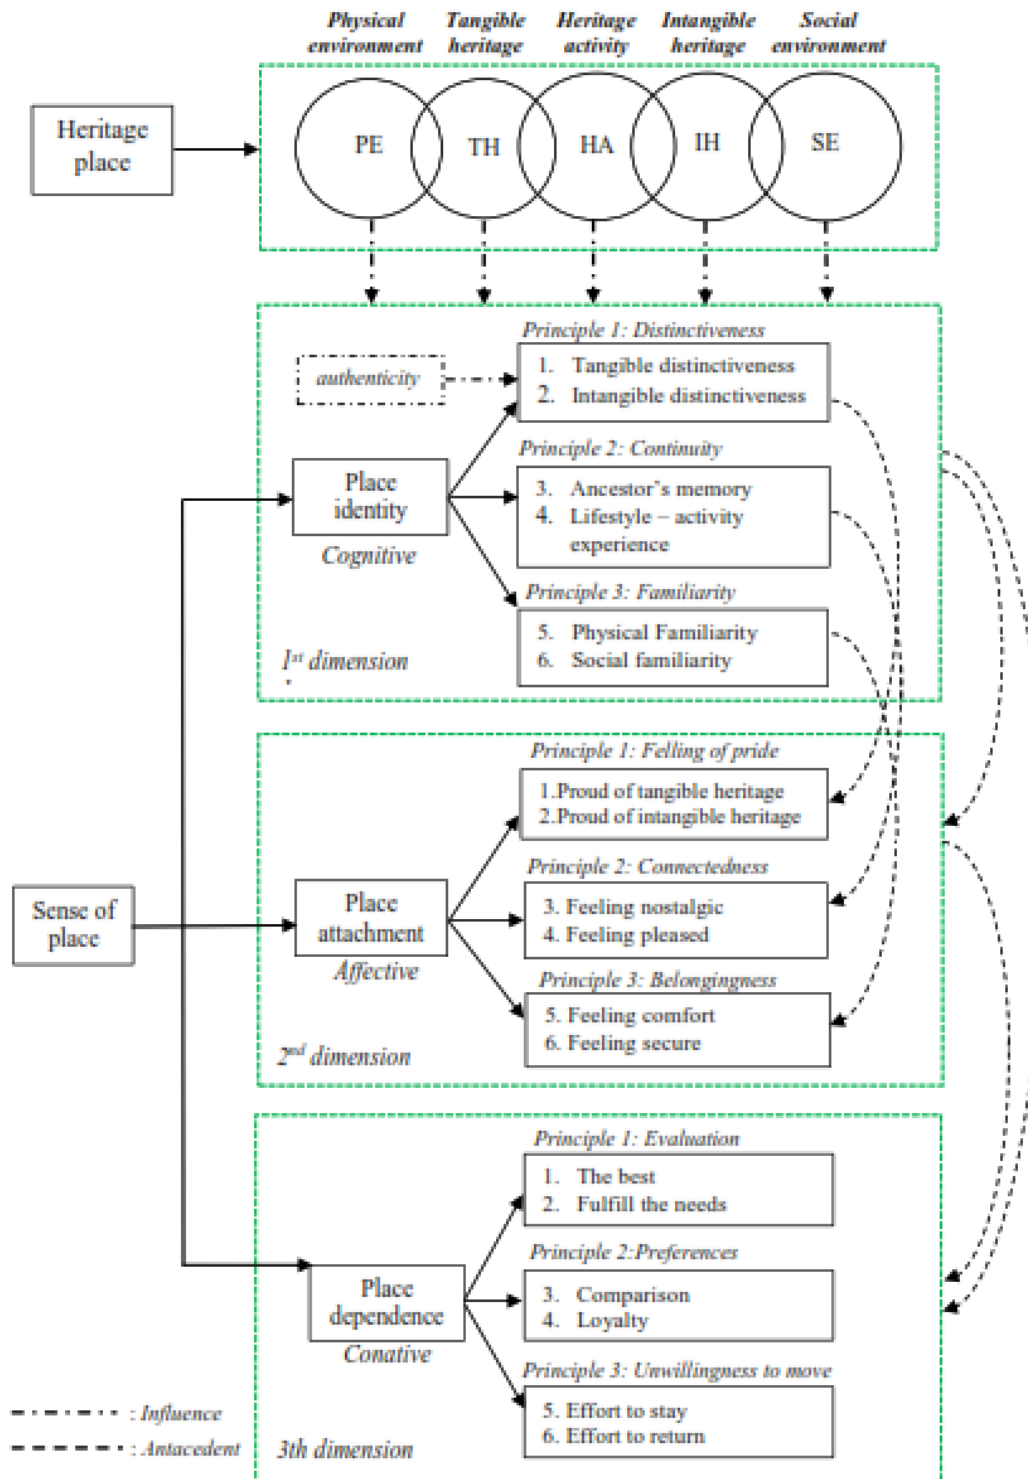 Physical environment
Tangible heritage
Heritage activity
Intangible heritage
Social environment
Heritage place
PE
TH
HA
IH
SE
Principle 1: Distinctiveness
authenticity
1. Tangible distinctiveness
2. Intangible distinctiveness
Principle 2: Continuity
Place identity
Cognitive
3. Ancestor's memory
4. Lifestyle – activity
experience
Principle 3: Familiarity
5. Physical Familiarity
6. Social familiarity
1st dimension
Principle 1: Felling of pride
1.Proud of tangible heritage
2.Proud of intangible heritage
Principle 2: Connectedness
Sense of place
Place attachment
Affective
3. Feeling nostalgic
4. Feeling pleased
Principle 3: Belongingness
5. Feeling comfort
6. Feeling secure
2nd dimension
Principle 1: Evaluation
1. The best
2. Fulfill the needs
Principle 2:Preferences
Place dependence
Conative
3. Comparison
4. Loyalty
Principle 3: Unwillingness to move
5. Effort to stay
6. Effort to return
3th dimension
: Influence
: Antacedent